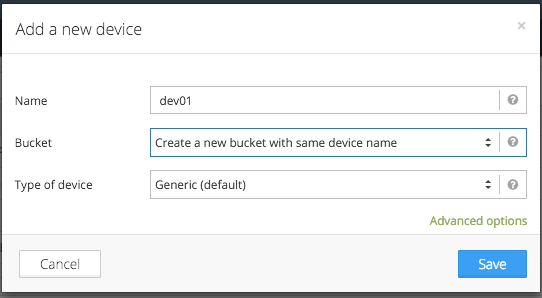 Add a new device ×
Name dev01 ?
Bucket Create a new bucket with same device name ?
Type of device Generic (default) ?
Advanced options
Cancel Save